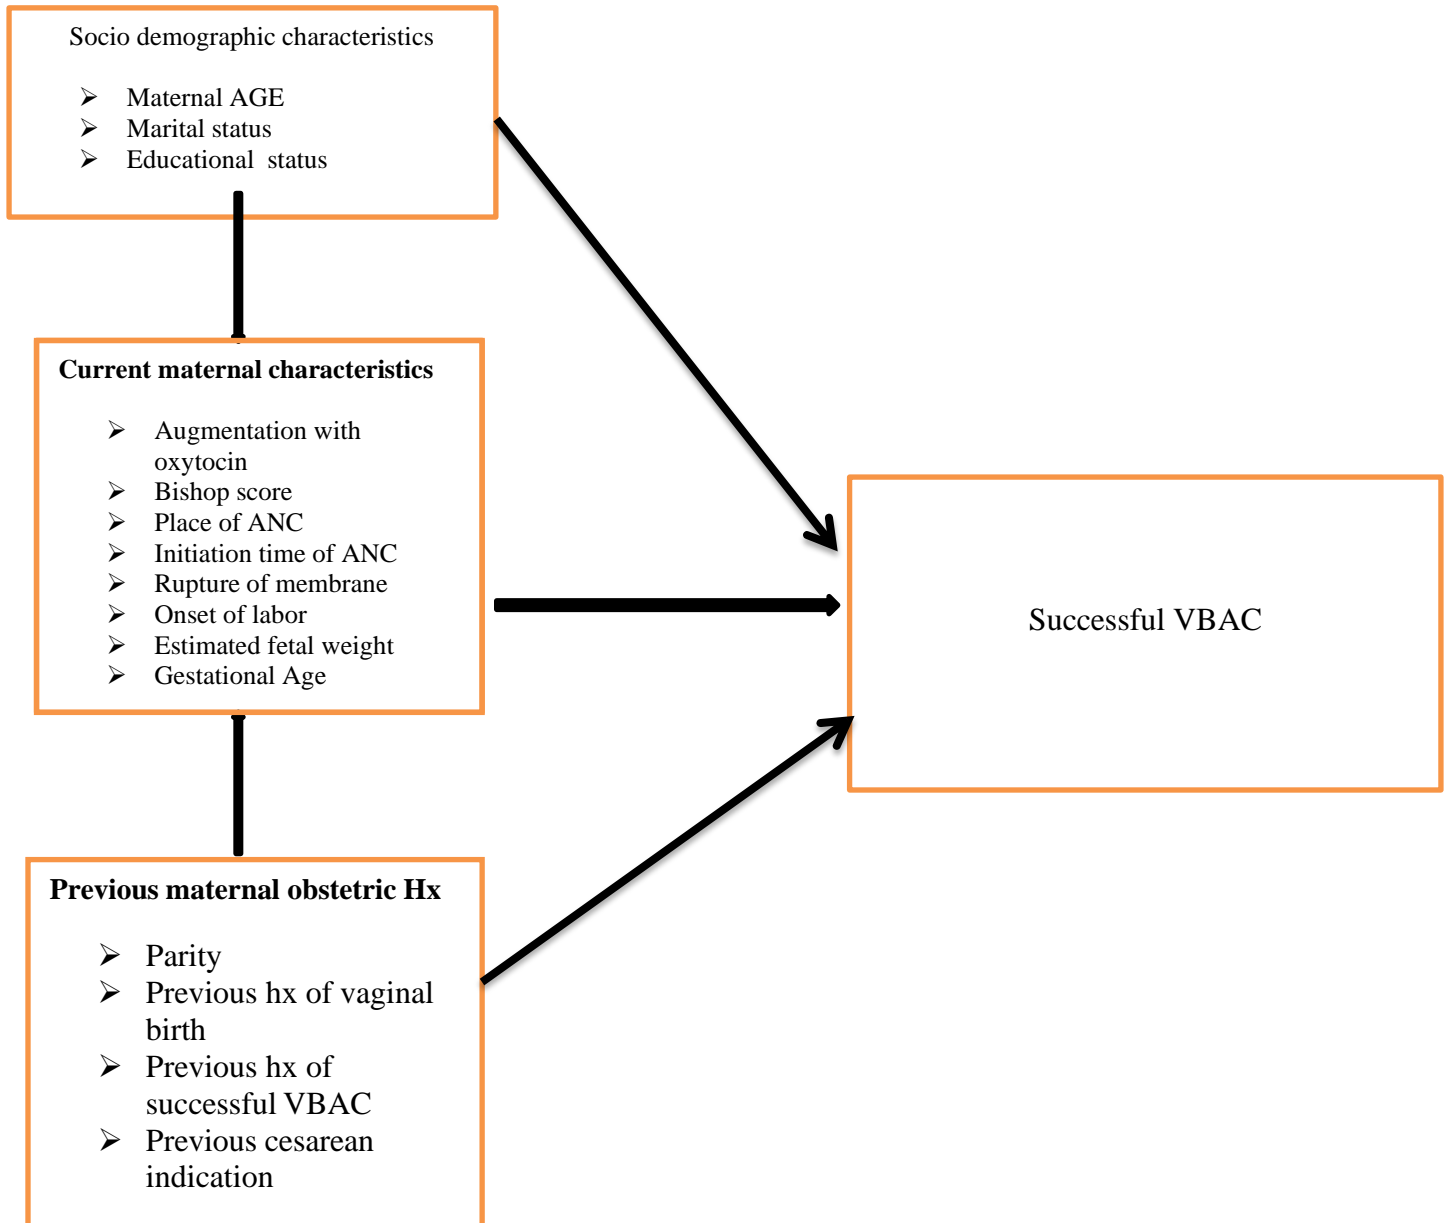 Socio demographic characteristics
➢ Maternal AGE
➢ Marital status
➢ Educational  status
Current maternal characteristics
➢ Augmentation with
oxytocin
➢ Bishop score
➢ Place of ANC
➢ Initiation time of ANC
➢ Rupture of membrane
➢ Onset of labor
➢ Estimated fetal weight
➢ Gestational Age
Successful VBAC
Previous maternal obstetric Hx
➢ Parity
➢ Previous hx of vaginal
birth
➢ Previous hx of
successful VBAC
➢ Previous cesarean
indication